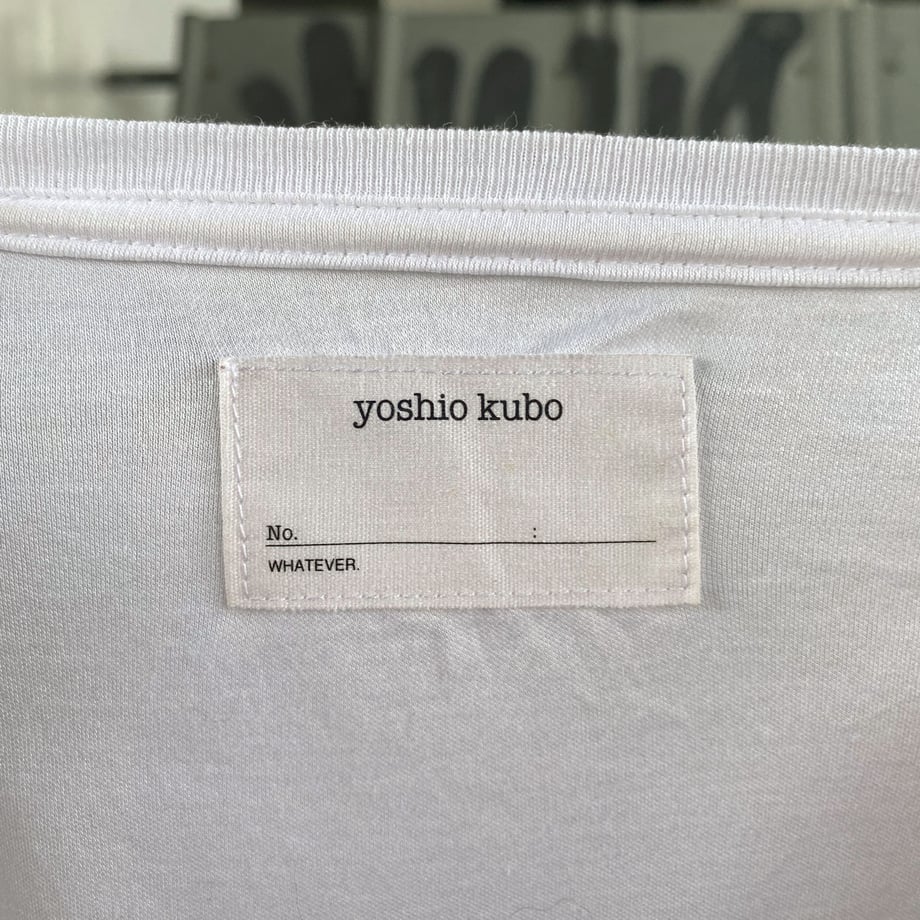 yoshio kubo
No. :
WHATEVER.